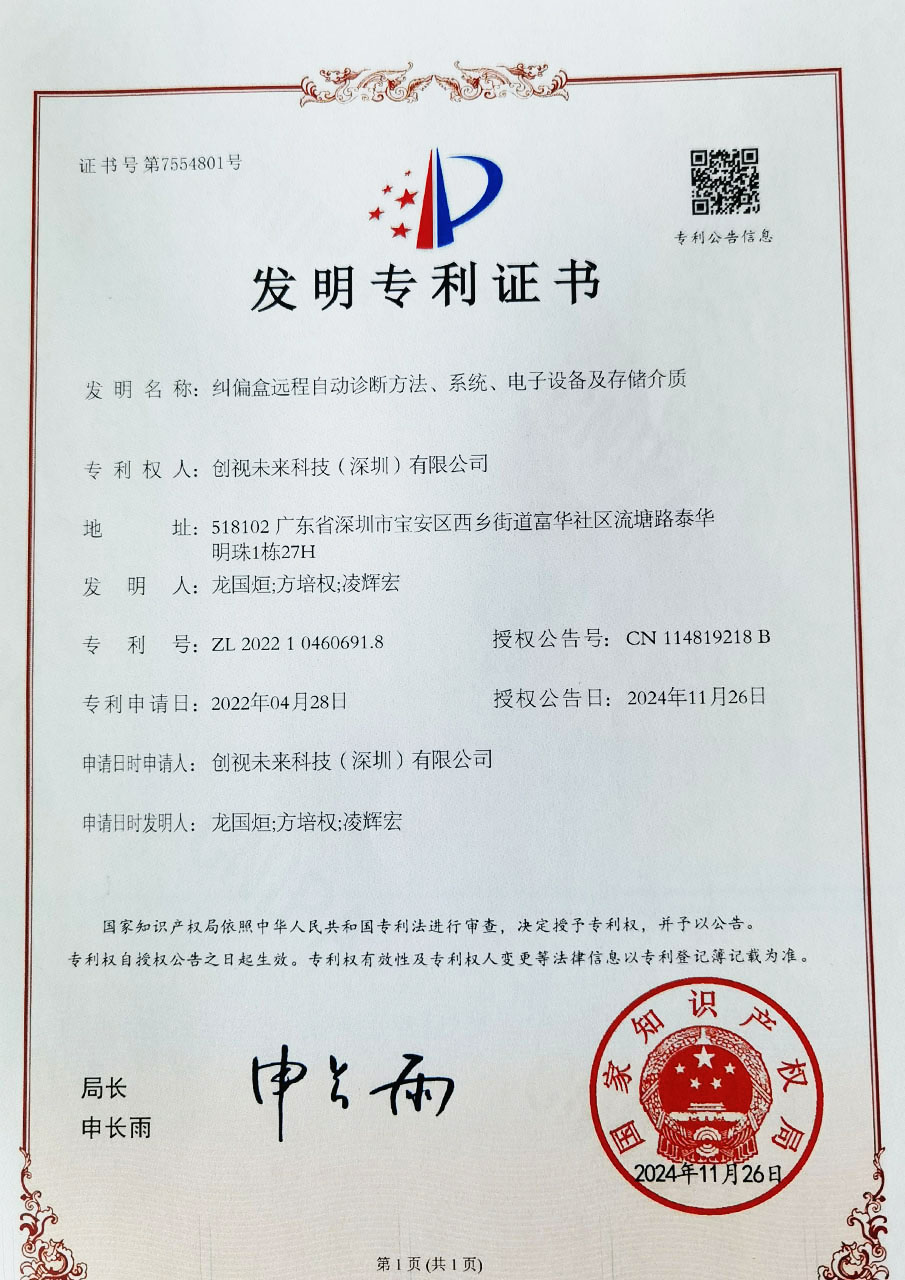 证书号第7554801号
专利公告信息
发明专利证书
发明名称：纠偏盒远程自动诊断方法、系统、电子设备及存储介质
专利权人：创视未来科技（深圳）有限公司
地址：518102 广东省深圳市宝安区西乡街道富华社区流塘路泰华
明珠1栋27H
发明人：龙国烜;方培权;凌辉宏
专利号：ZL 2022 1 0460691.8 授权公告号：CN 114819218 B
专利申请日：2022年04月28日 授权公告日：2024年11月26日
申请日时申请人：创视未来科技（深圳）有限公司
申请日时发明人：龙国烜;方培权;凌辉宏
国家知识产权局依照中华人民共和国专利法进行审查，决定授予专利权，并予以公告。
专利权自授权公告之日起生效。专利权有效性及专利权人变更等法律信息以专利登记簿记载为准。
局长
申长雨
申长雨
国家知识产权局
2024年11月26日
第 1 页 (共 1 页)